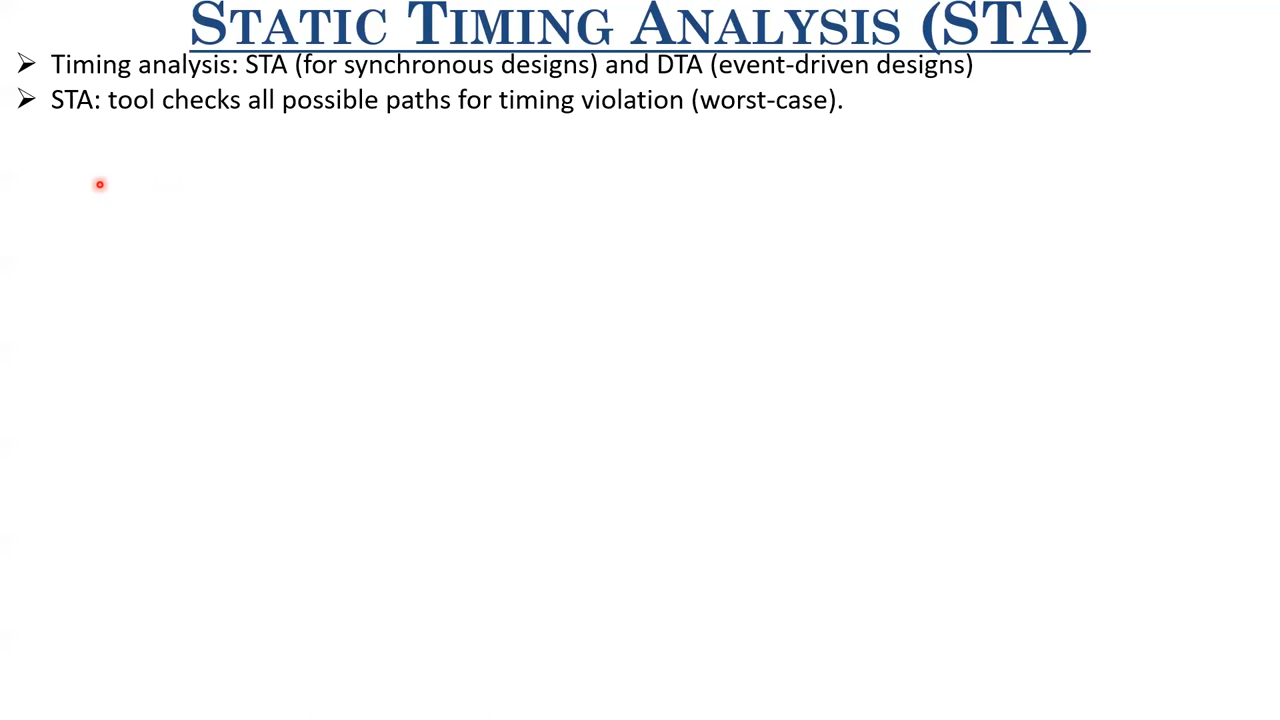 STATIC TIMING ANALYSIS (STA)
➢ Timing analysis: STA (for synchronous designs) and DTA (event-driven designs)
➢ STA: tool checks all possible paths for timing violation (worst-case).